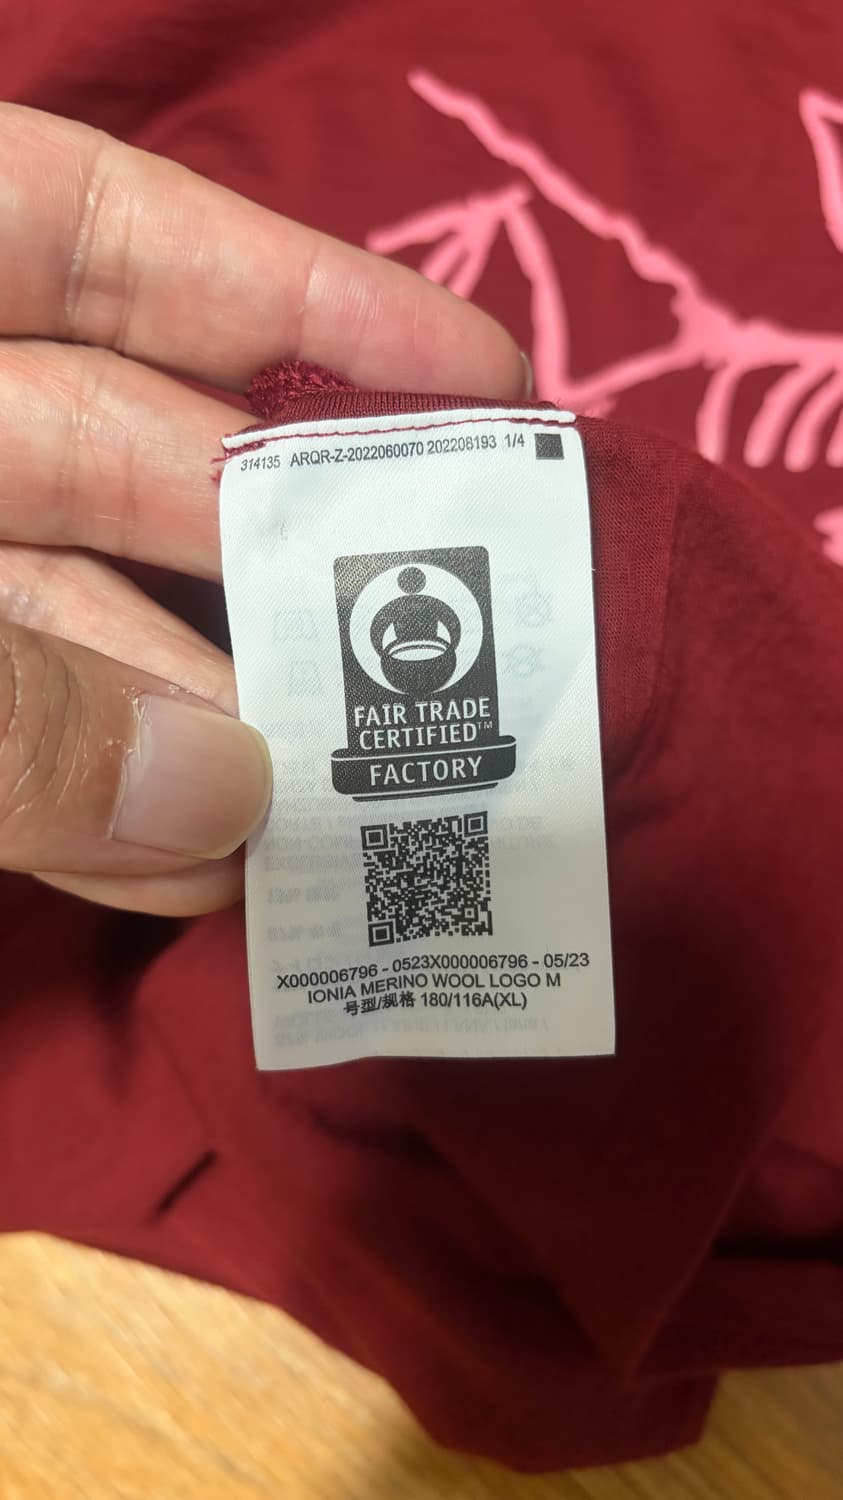 314135 ARQR-Z-2022060070 202208193 1/4
FAIR TRADE
CERTIFIED™
FACTORY
X000006796 - 0523X000006796 - 05/23
IONIA MERINO WOOL LOGO M
号型/规格 180/116A(XL)